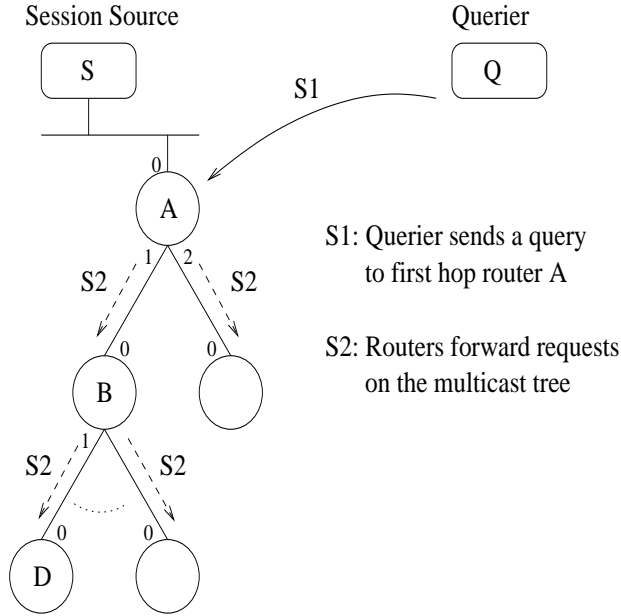 Session Source
Querier
S
Q
S1
0
A
1 2
S2 S2
S1: Querier sends a query
to first hop router A
0 0
S2: Routers forward requests
on the multicast tree
B
1
S2 S2
0 0
D